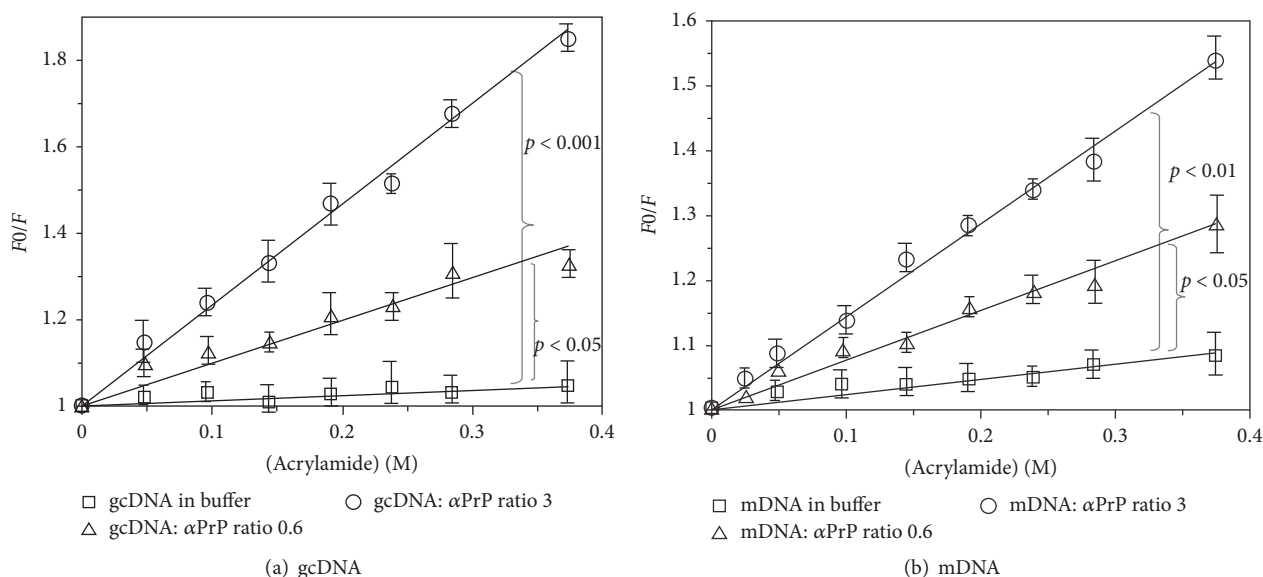 1.8
1.6
1.4
1.2
1
F0/F
0 0.1 0.2 0.3 0.4
(Acrylamide) (M)
p < 0.001
p < 0.05
gcDNA in buffer
gcDNA: αPrP ratio 3
gcDNA: αPrP ratio 0.6
(a) gcDNA
1.6
1.5
1.4
1.3
1.2
1.1
1.0
F0/F
0 0.1 0.2 0.3 0.4
(Acrylamide) (M)
p < 0.01
p < 0.05
mDNA in buffer
mDNA: αPrP ratio 3
mDNA: αPrP ratio 0.6
(b) mDNA